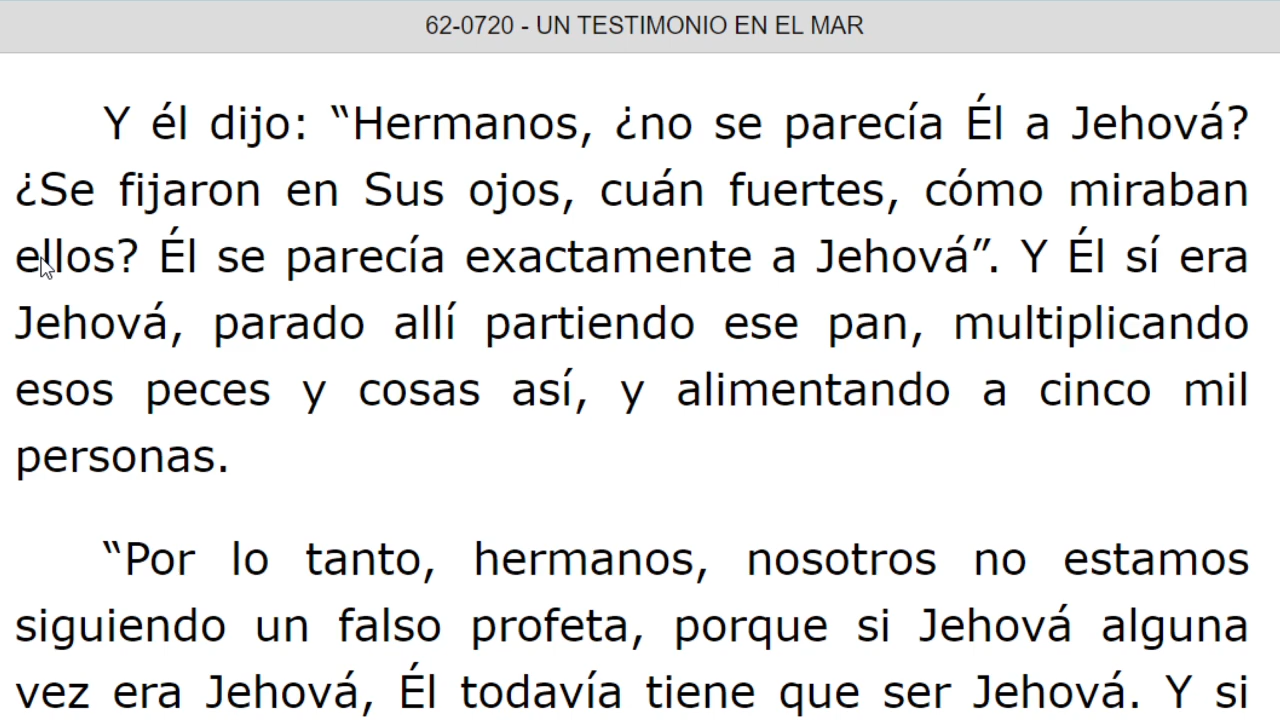 62-0720 - UN TESTIMONIO EN EL MAR
Y él dijo: “Hermanos, ¿no se parecía Él a Jehová?
¿Se fijaron en Sus ojos, cuán fuertes, cómo miraban
ellos? Él se parecía exactamente a Jehová”. Y Él sí era
Jehová, parado allí partiendo ese pan, multiplicando
esos peces y cosas así, y alimentando a cinco mil
personas.
“Por lo tanto, hermanos, nosotros no estamos
siguiendo un falso profeta, porque si Jehová alguna
vez era Jehová, Él todavía tiene que ser Jehová. Y si